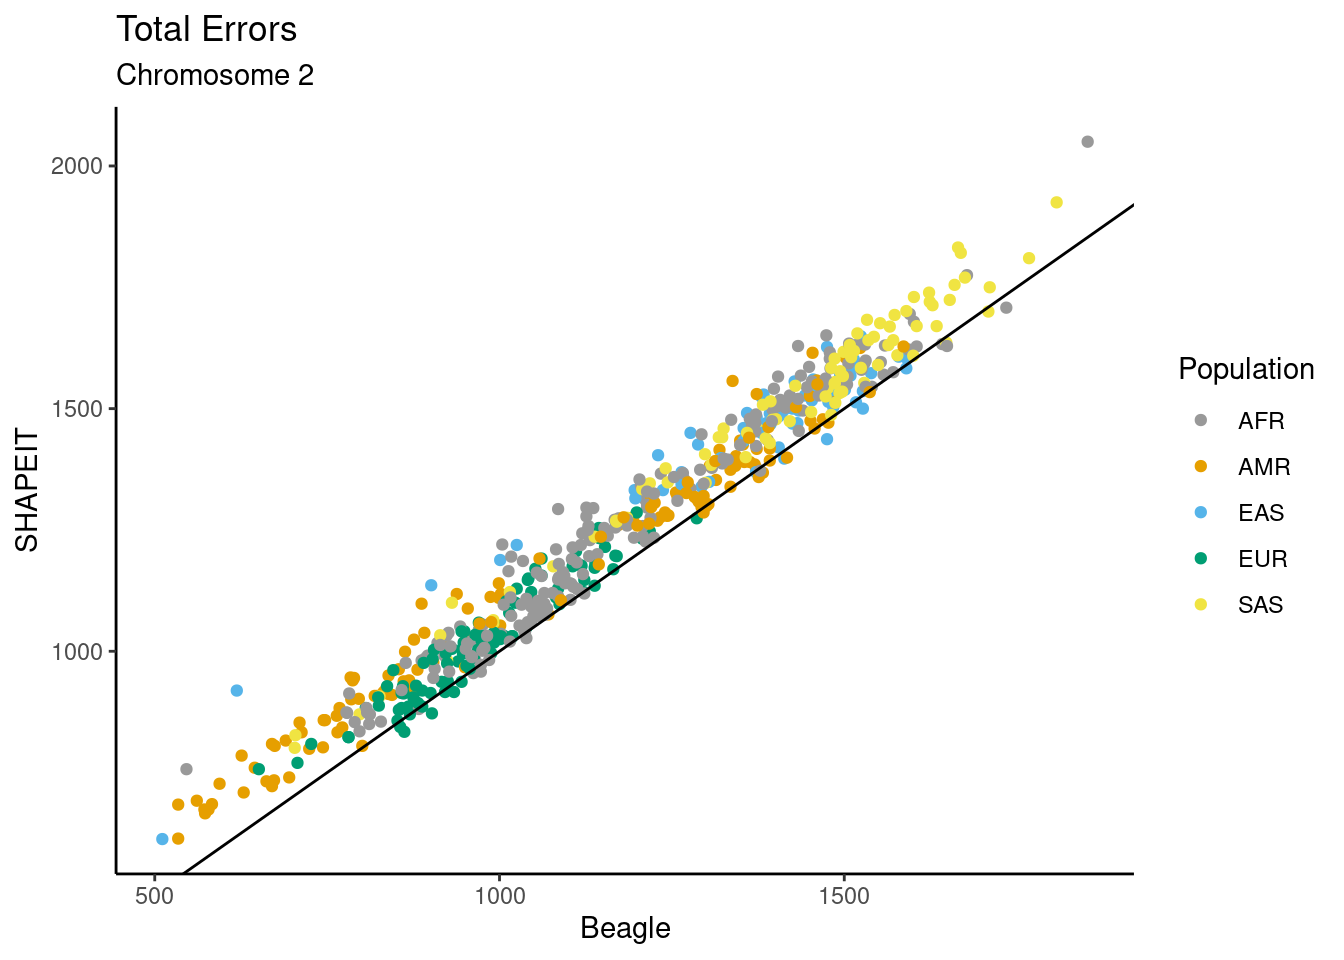 Total Errors
Chromosome 2
2000
1500
1000
SHAPEIT
500 1000 1500
Beagle
Population
AFR
AMR
EAS
EUR
SAS